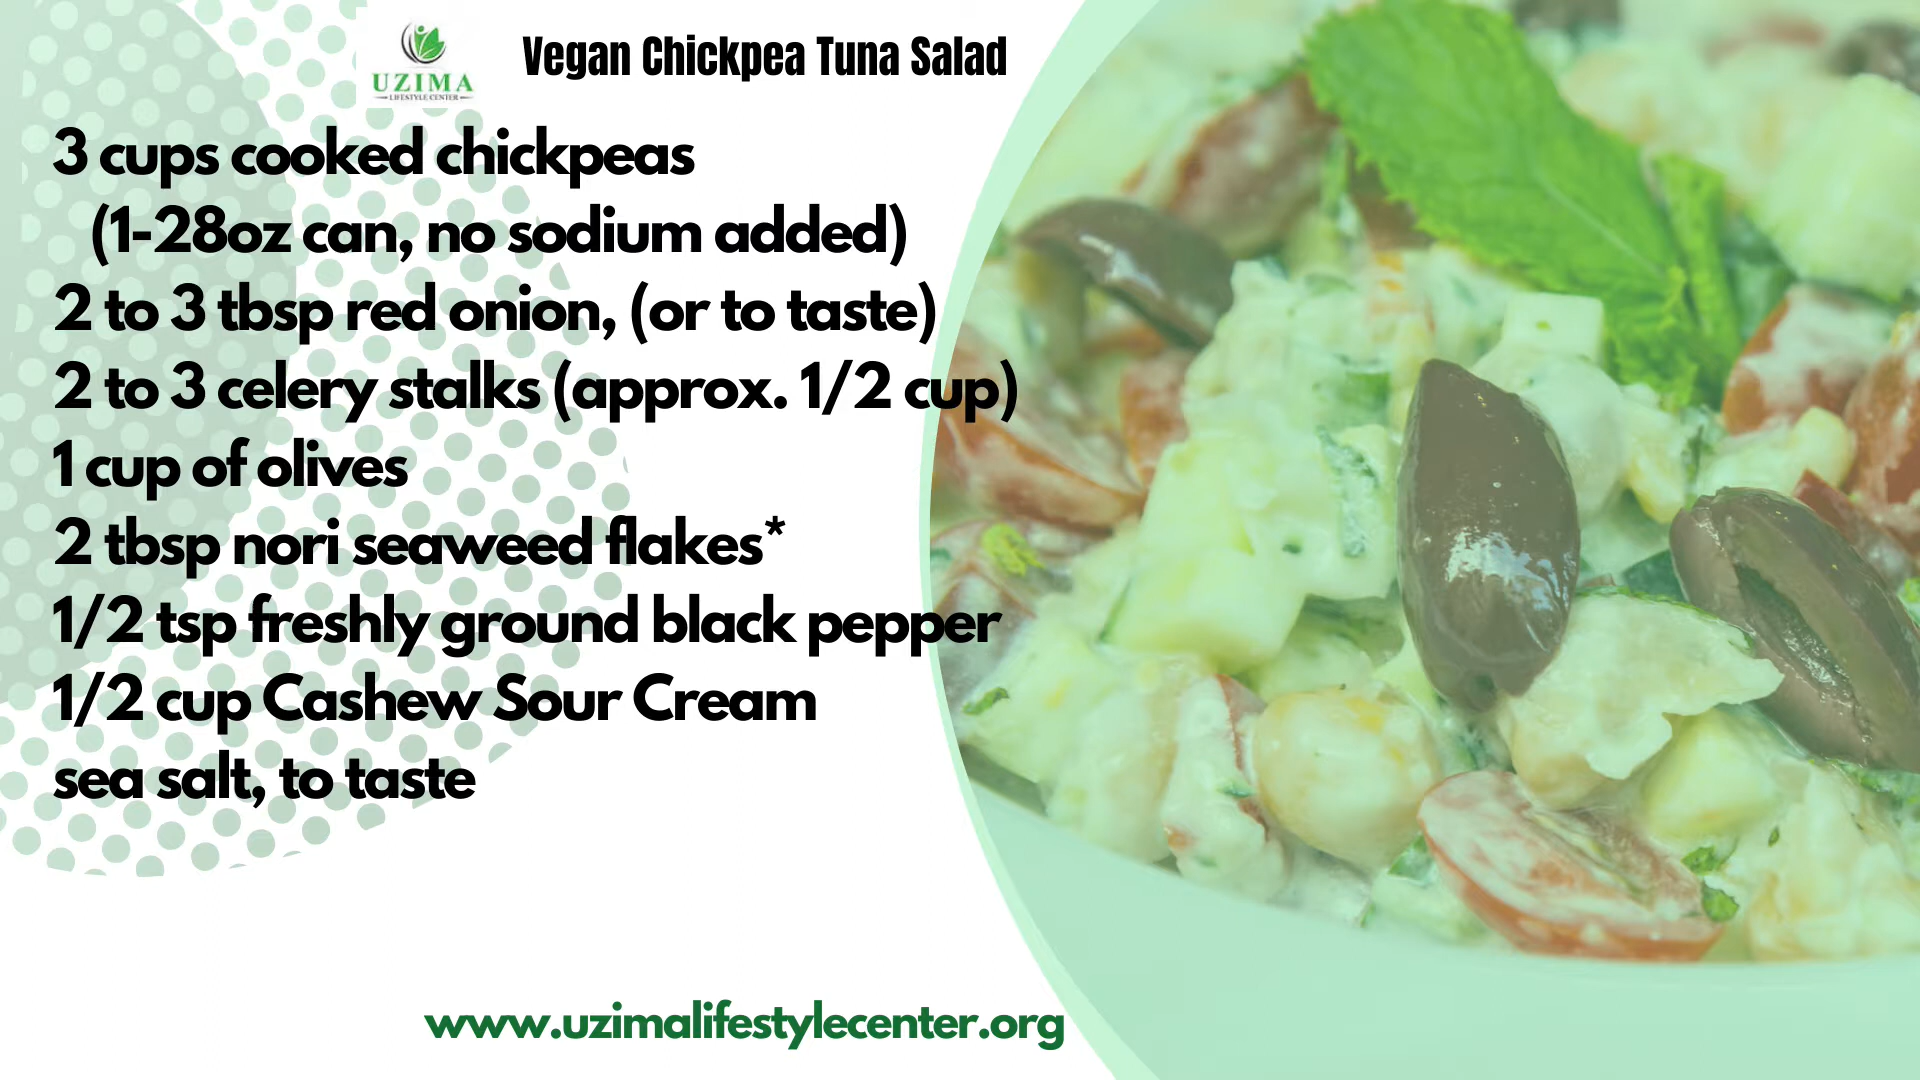 UZIMA
LIFESTYLE CENTER
Vegan Chickpea Tuna Salad
3 cups cooked chickpeas
(1-28oz can, no sodium added)
2 to 3 tbsp red onion, (or to taste)
2 to 3 celery stalks (approx. 1/2 cup)
1 cup of olives
2 tbsp nori seaweed flakes*
1/2 tsp freshly ground black pepper
1/2 cup Cashew Sour Cream
sea salt, to taste
www.uzimalifestylecenter.org